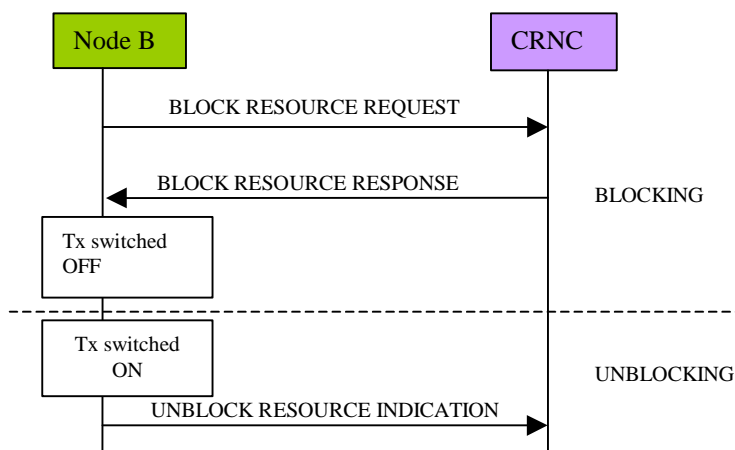 Node B
CRNC
BLOCK RESOURCE REQUEST
BLOCK RESOURCE RESPONSE
BLOCKING
Tx switched
OFF
Tx switched
ON
UNBLOCKING
UNBLOCK RESOURCE INDICATION